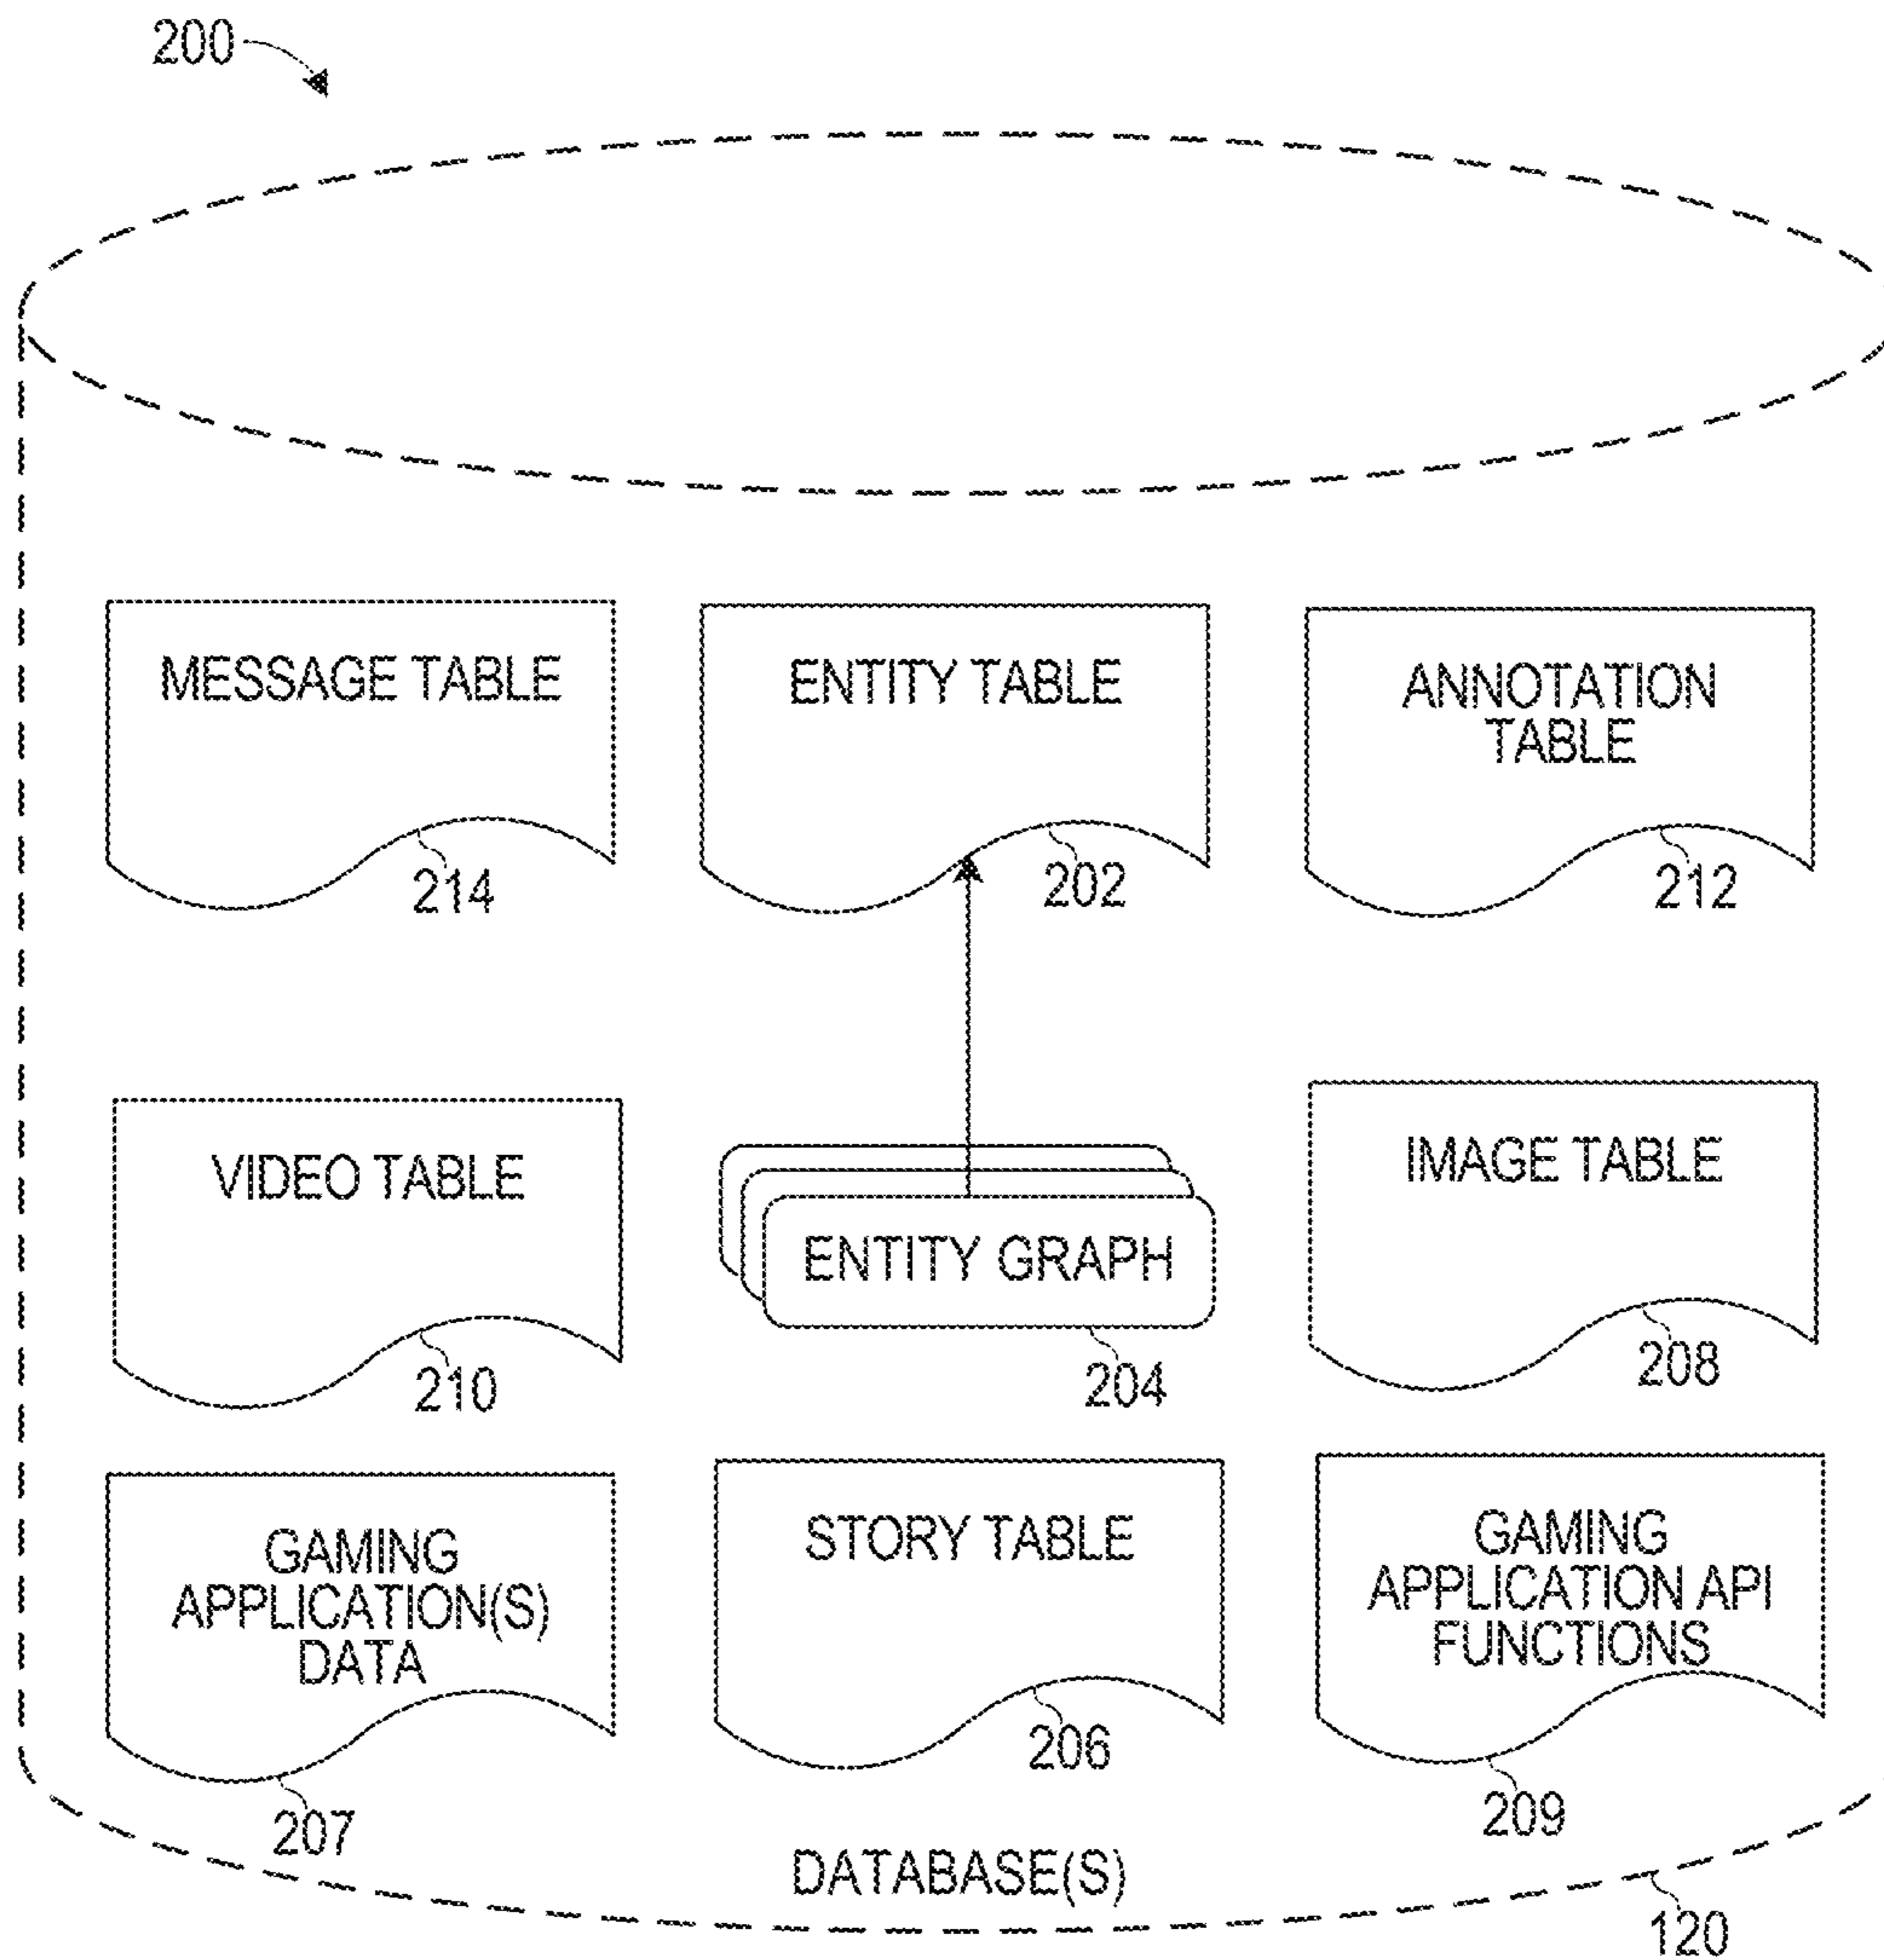 200
MESSAGE TABLE
ENTITY TABLE
ANNOTATION
TABLE
214
202
212
VIDEO TABLE
ENTITY GRAPH
IMAGE TABLE
210
204
208
GAMING
APPLICATION(S)
DATA
STORY TABLE
GAMING
APPLICATION API
FUNCTIONS
207
206
209
DATABASE(S)
120